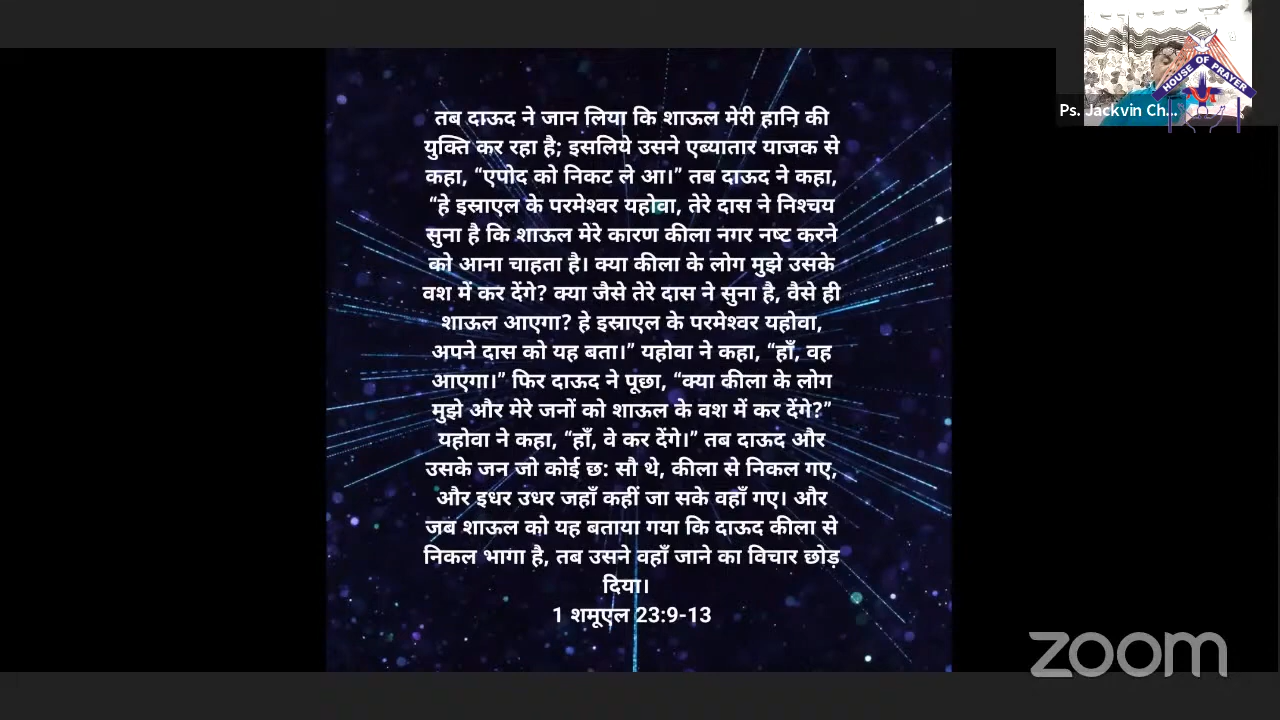 तब दाऊद ने जान लिया कि शाऊल मेरी हानि की
युक्ति कर रहा है; इसलिये उसने एब्यातार याजक से
कहा, “एपोद को निकट ले आ।” तब दाऊद ने कहा,
“हे इस्राएल के परमेश्‍वर यहोवा, तेरे दास ने निश्‍चय
सुना है कि शाऊल मेरे कारण कीला नगर नष्‍ट करने
को आना चाहता है। क्या कीला के लोग मुझे उसके
वश में कर देंगे? क्या जैसे तेरे दास ने सुना है, वैसे ही
शाऊल आएगा? हे इस्राएल के परमेश्‍वर यहोवा,
अपने दास को यह बता।” यहोवा ने कहा, “हाँ, वह
आएगा।” फिर दाऊद ने पूछा, “क्या कीला के लोग
मुझे और मेरे जनों को शाऊल के वश में कर देंगे?”
यहोवा ने कहा, “हाँ, वे कर देंगे।” तब दाऊद और
उसके जन जो कोई छ: सौ थे, कीला से निकल गए,
और इधर उधर जहाँ कहीं जा सके वहाँ गए। और
जब शाऊल को यह बताया गया कि दाऊद कीला से
निकल भागा है, तब उसने वहाँ जाने का विचार छोड़
दिया।
1 शमूएल 23:9-13
HOUSE OF PRAYER
Ps. Jackvin Ch...
zoom